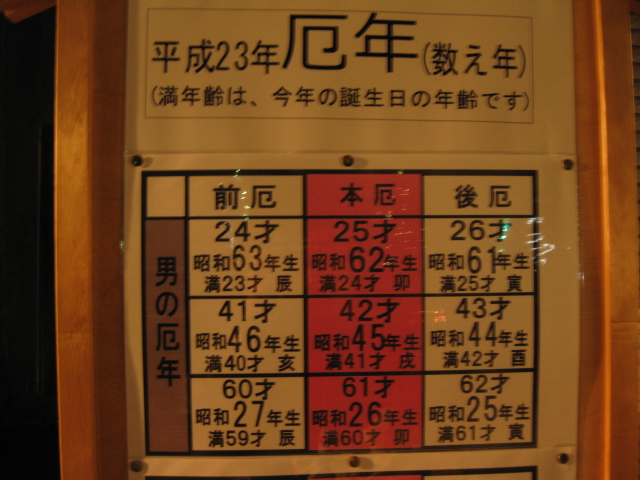 平成23年厄年(数え年)
(満年齢は、今年の誕生日の年齢です)
前厄 本厄 後厄
男の厄年
24才 25才 26才
昭和63年生 昭和62年生 昭和61年生
満23才 辰 満24才 卯 満25才 寅
41才 42才 43才
昭和46年生 昭和45年生 昭和44年生
満40才 亥 満41才 戌 満42才 酉
60才 61才 62才
昭和27年生 昭和26年生 昭和25年生
満59才 辰 満60才 卯 満61才 寅